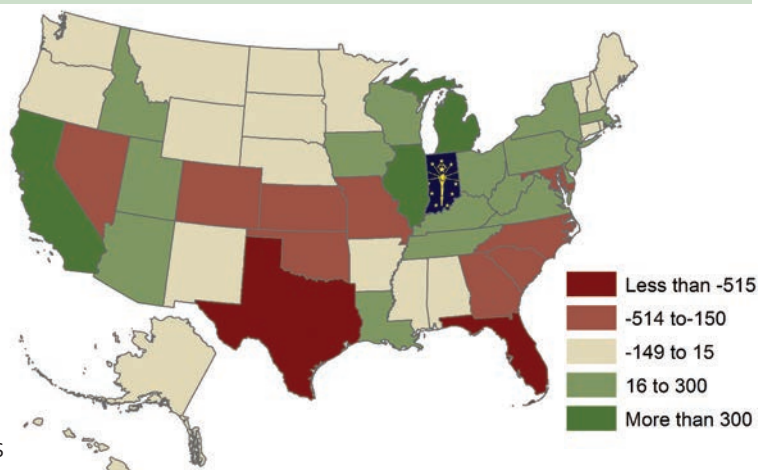 Less than -515
-514 to-150
-149 to 15
16 to 300
More than 300